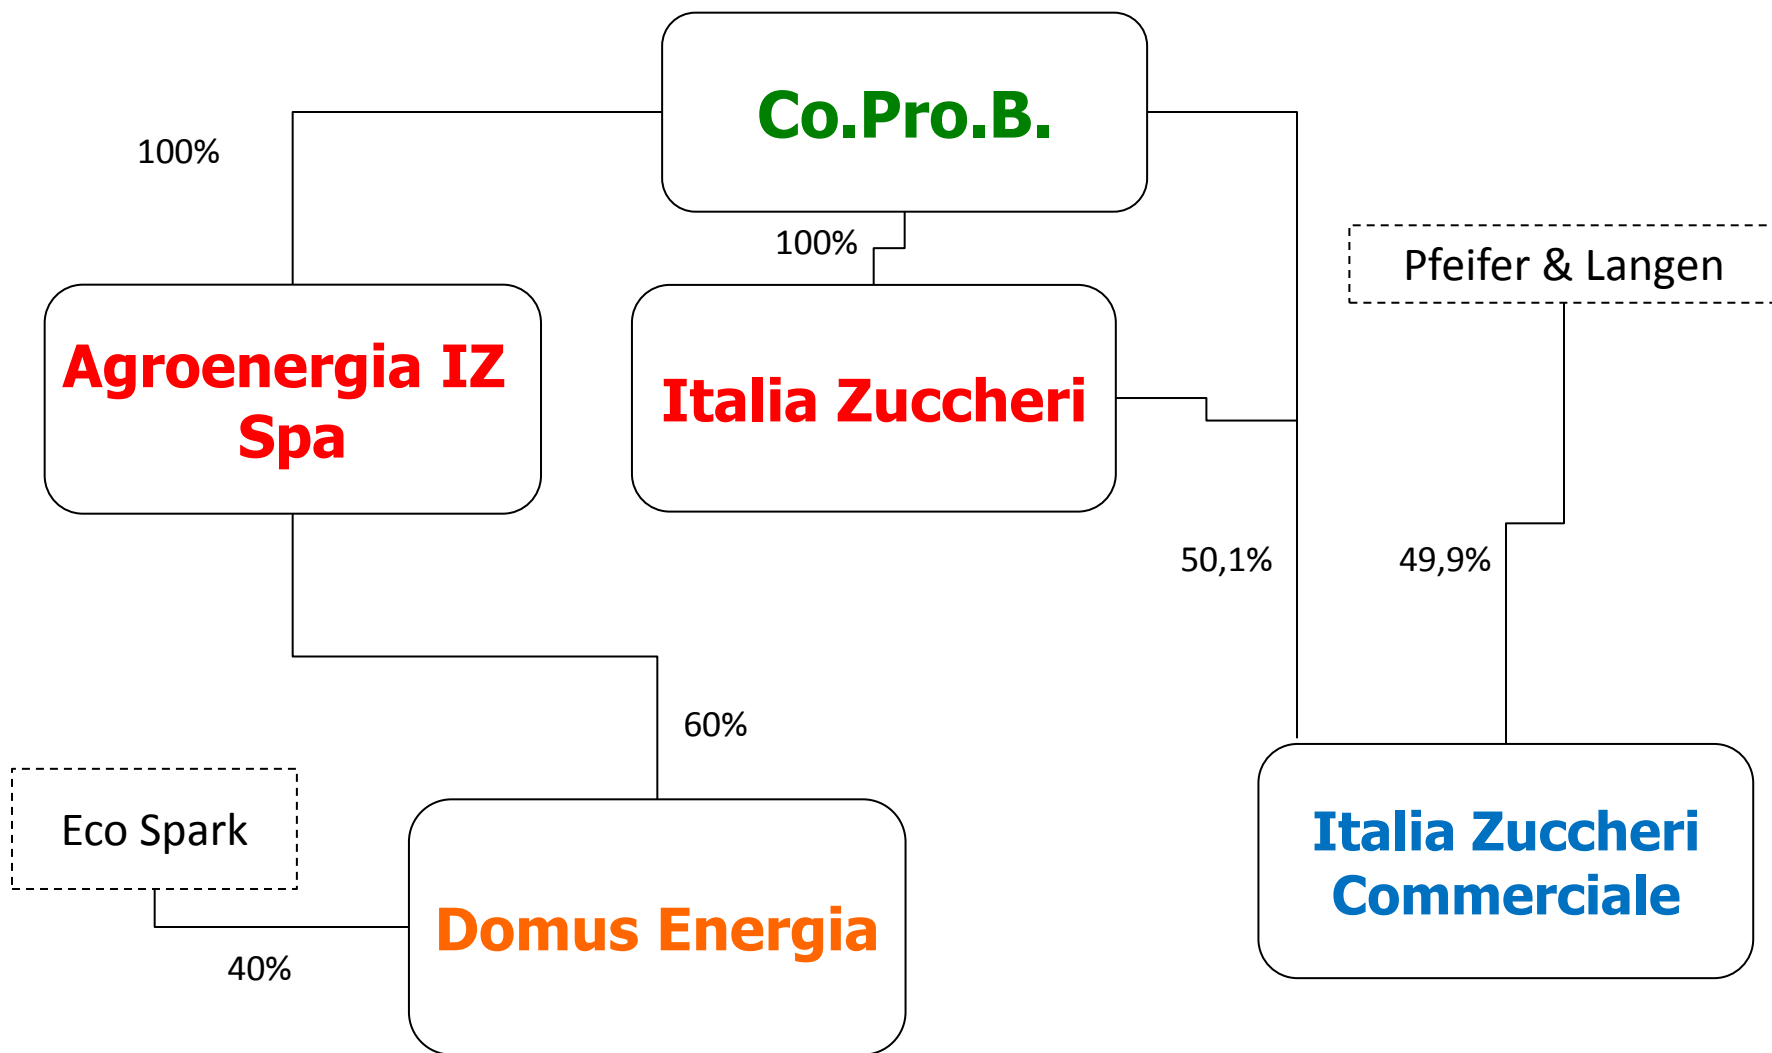 Co.Pro.B.
100%
100%
Pfeifer & Langen
Agroenergia IZ
Spa
Italia Zuccheri
50,1%
49,9%
60%
Eco Spark
40%
Domus Energia
Italia Zuccheri
Commerciale